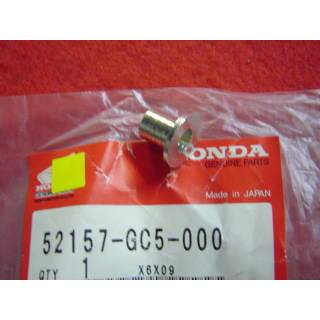 HONDA
GENUINE PARTS
Made in JAPAN
52157-GC5-000
QTY 1 X6X09